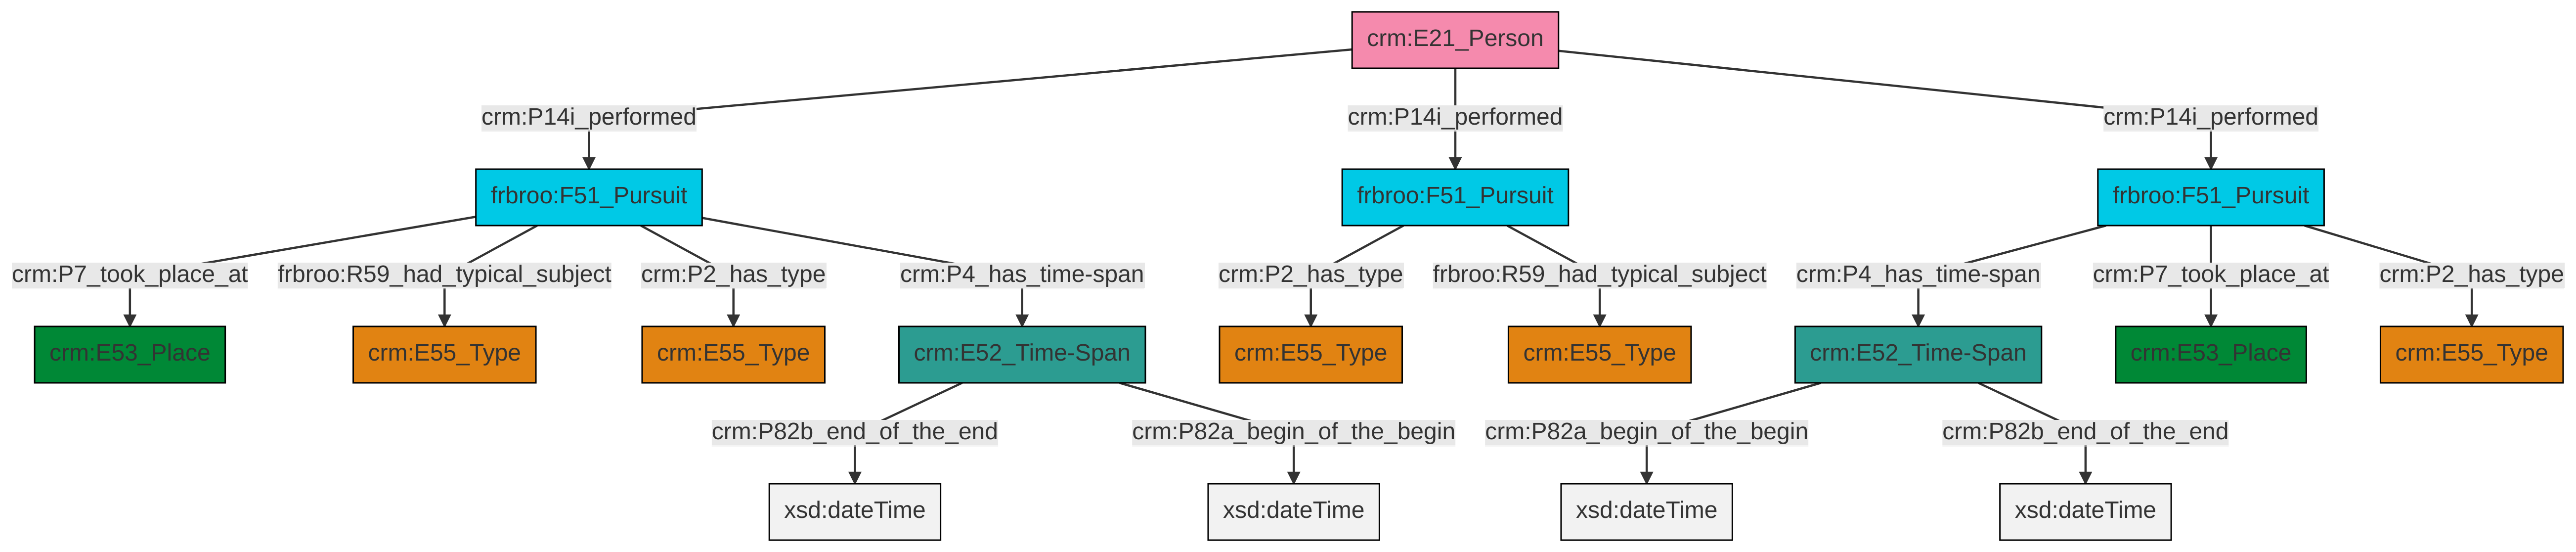 crm:E21_Person
crm:P14i_performed
crm:P14i_performed
crm:P14i_performed
frbroo:F51_Pursuit
frbroo:F51_Pursuit
frbroo:F51_Pursuit
crm:P7_took_place_at
frbroo:R59_had_typical_subject
crm:P2_has_type
crm:P4_has_time-span
crm:P2_has_type
frbroo:R59_had_typical_subject
crm:P4_has_time-span
crm:P7_took_place_at
crm:P2_has_type
crm:E53_Place
crm:E55_Type
crm:E55_Type
crm:E52_Time-Span
crm:E55_Type
crm:E55_Type
crm:E52_Time-Span
crm:E53_Place
crm:E55_Type
crm:P82b_end_of_the_end
crm:P82a_begin_of_the_begin
crm:P82a_begin_of_the_begin
crm:P82b_end_of_the_end
xsd:dateTime
xsd:dateTime
xsd:dateTime
xsd:dateTime